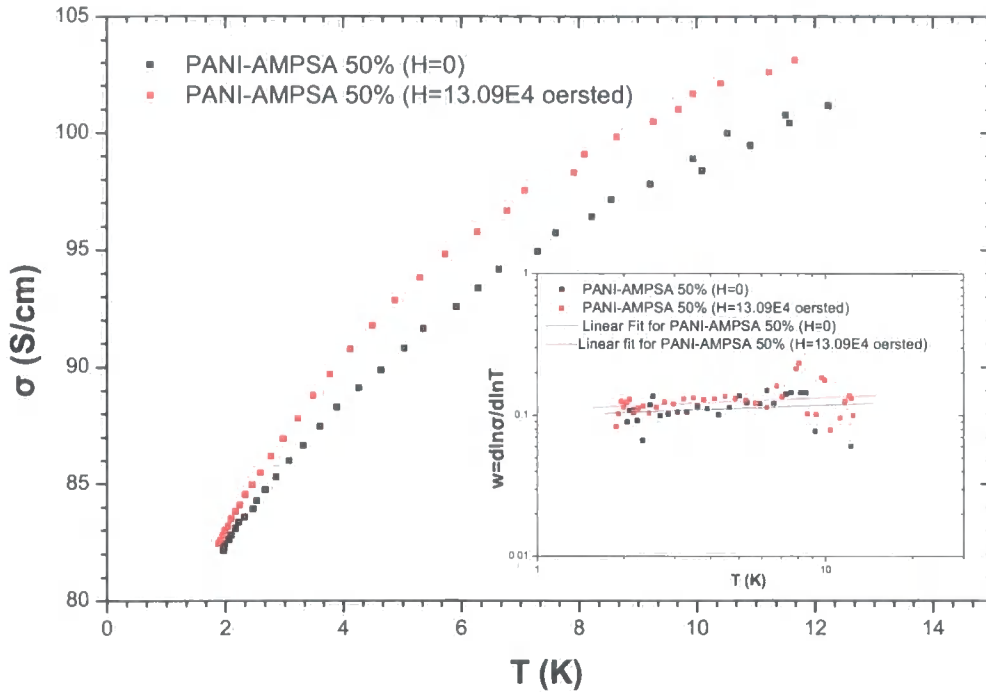 PANI-AMPSA 50% (H=0)
PANI-AMPSA 50% (H=13.09E4 oersted)
σ (S/cm)
105
100
95
90
85
80
0
2
4
6
8
10
12
14
T (K)
PANI-AMPSA 50% (H=0)
PANI-AMPSA 50% (H=13.09E4 oersted)
Linear Fit for PANI-AMPSA 50% (H=0)
Linear fit for PANI-AMPSA 50% (H=13.09E4 oersted)
w=dlnσ/dlnT
1
0.1
0.01
1
10
T (K)